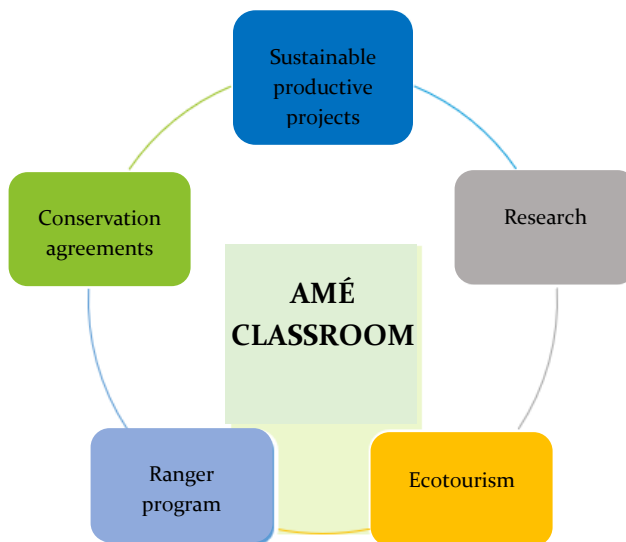 Sustainable
productive
projects
Research
Conservation
agreements
AMÉ
CLASSROOM
Ranger
program
Ecotourism